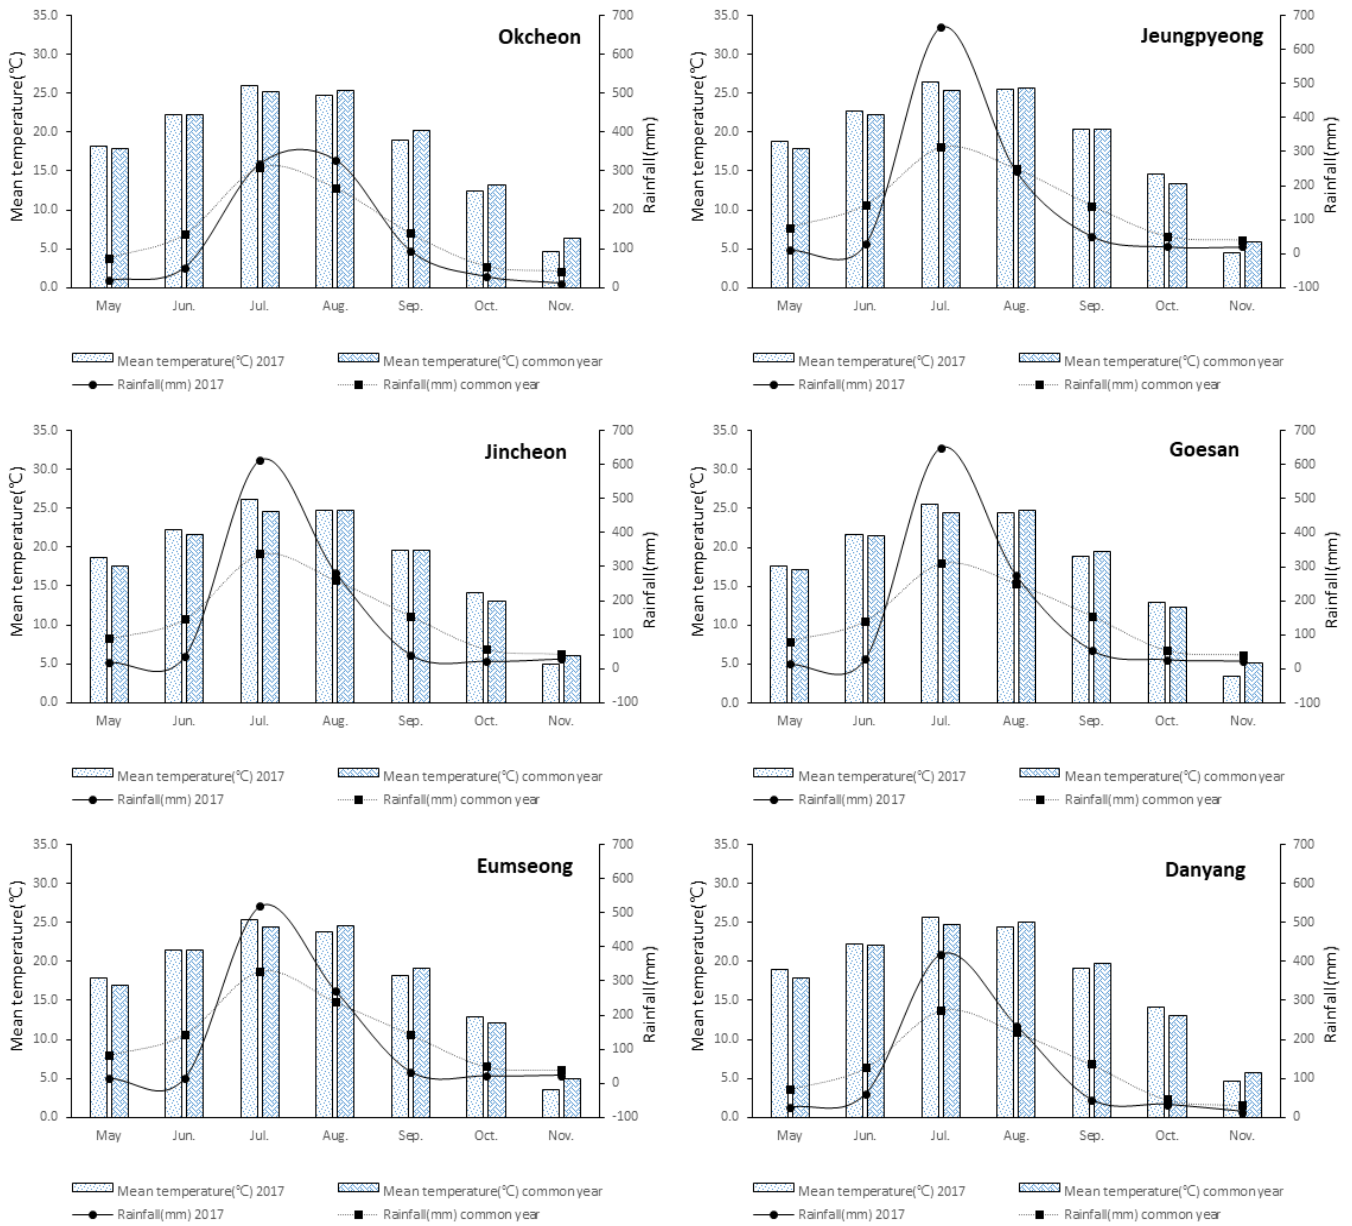 Okcheon
Mean temperature(℃)
35.0
30.0
25.0
20.0
15.0
10.0
5.0
0.0
700
600
500
400
300
200
100
0
Rainfall(mm)
May Jun. Jul. Aug. Sep. Oct. Nov.
Mean temperature(℃) 2017 Mean temperature(℃) common year
Rainfall(mm) 2017 Rainfall(mm) common year
Jeungpyeong
Mean temperature(℃)
35.0
30.0
25.0
20.0
15.0
10.0
5.0
0.0
700
600
500
400
300
200
100
0
-100
Rainfall(mm)
May Jun. Jul. Aug. Sep. Oct. Nov.
Mean temperature(℃) 2017 Mean temperature(℃) common year
Rainfall(mm) 2017 Rainfall(mm) common year
Jincheon
Mean temperature(℃)
35.0
30.0
25.0
20.0
15.0
10.0
5.0
0.0
700
600
500
400
300
200
100
0
-100
Rainfall(mm)
May Jun. Jul. Aug. Sep. Oct. Nov.
Mean temperature(℃) 2017 Mean temperature(℃) common year
Rainfall(mm) 2017 Rainfall(mm) common year
Goesan
Mean temperature(℃)
35.0
30.0
25.0
20.0
15.0
10.0
5.0
0.0
700
600
500
400
300
200
100
0
-100
Rainfall(mm)
May Jun. Jul. Aug. Sep. Oct. Nov.
Mean temperature(℃) 2017 Mean temperature(℃) common year
Rainfall(mm) 2017 Rainfall(mm) common year
Eumseong
Mean temperature(℃)
35.0
30.0
25.0
20.0
15.0
10.0
5.0
0.0
700
600
500
400
300
200
100
0
-100
Rainfall(mm)
May Jun. Jul. Aug. Sep. Oct. Nov.
Mean temperature(℃) 2017 Mean temperature(℃) common year
Rainfall(mm) 2017 Rainfall(mm) common year
Danyang
Mean temperature(℃)
35.0
30.0
25.0
20.0
15.0
10.0
5.0
0.0
700
600
500
400
300
200
100
0
Rainfall(mm)
May Jun. Jul. Aug. Sep. Oct. Nov.
Mean temperature(℃) 2017 Mean temperature(℃) common year
Rainfall(mm) 2017 Rainfall(mm) common year